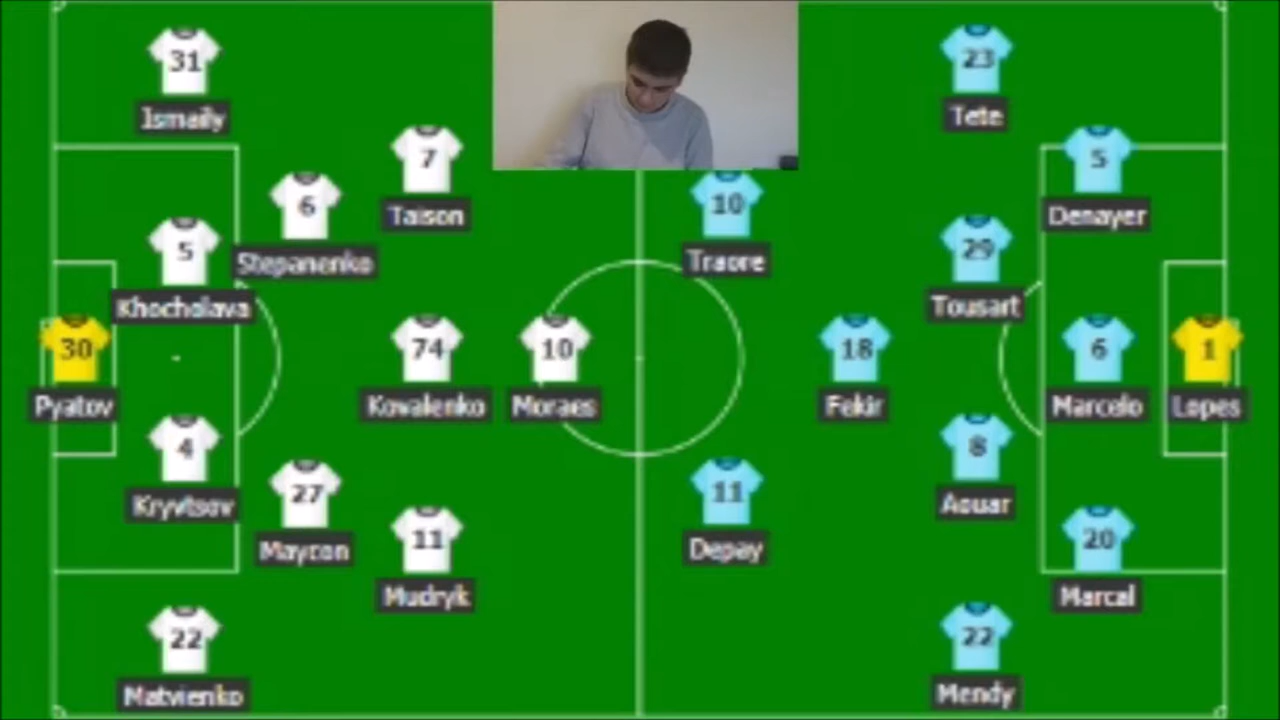 31
Ismaily
23
Tete
7
Taison
5
Denayer
6
Stepanenko
10
Traore
5
Khocholava
29
Tousart
30
Pyatov
74
Kovalenko
10
Moraes
18
Fekir
6
Marcelo
1
Lopes
4
Kryvtsov
8
Aouar
27
Maycon
11
Depay
11
Mudryk
20
Marcal
22
Matvienko
22
Mendy